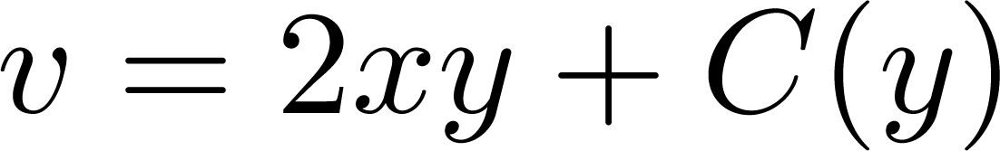 v = 2xy + C(y)